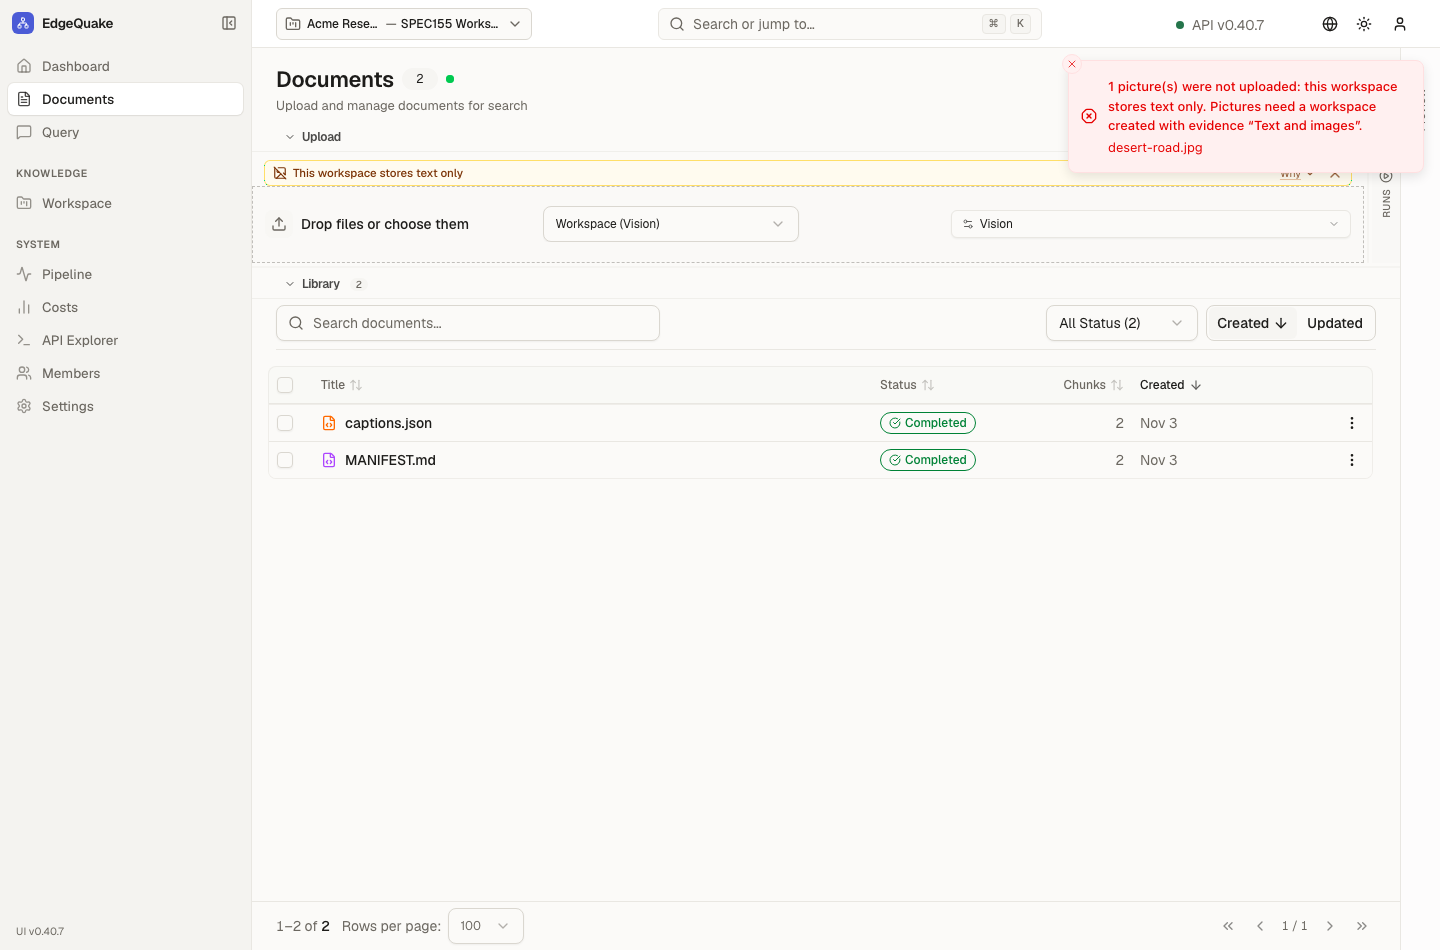 EdgeQuake
Acme Rese... — SPEC155 Works...
Search or jump to...
⌘ K
API v0.40.7
Dashboard
Documents
Query
KNOWLEDGE
Workspace
SYSTEM
Pipeline
Costs
API Explorer
Members
Settings
UI v0.40.7
Documents 2
Upload and manage documents for search
Upload
1 picture(s) were not uploaded: this workspace
stores text only. Pictures need a workspace
created with evidence “Text and images”.
desert-road.jpg
This workspace stores text only
Why
RUNS
Drop files or choose them
Workspace (Vision)
Vision
Library 2
Search documents...
All Status (2)
Created
Updated
Title Status Chunks Created
captions.json Completed 2 Nov 3
MANIFEST.md Completed 2 Nov 3
1–2 of 2 Rows per page: 100
1 / 1